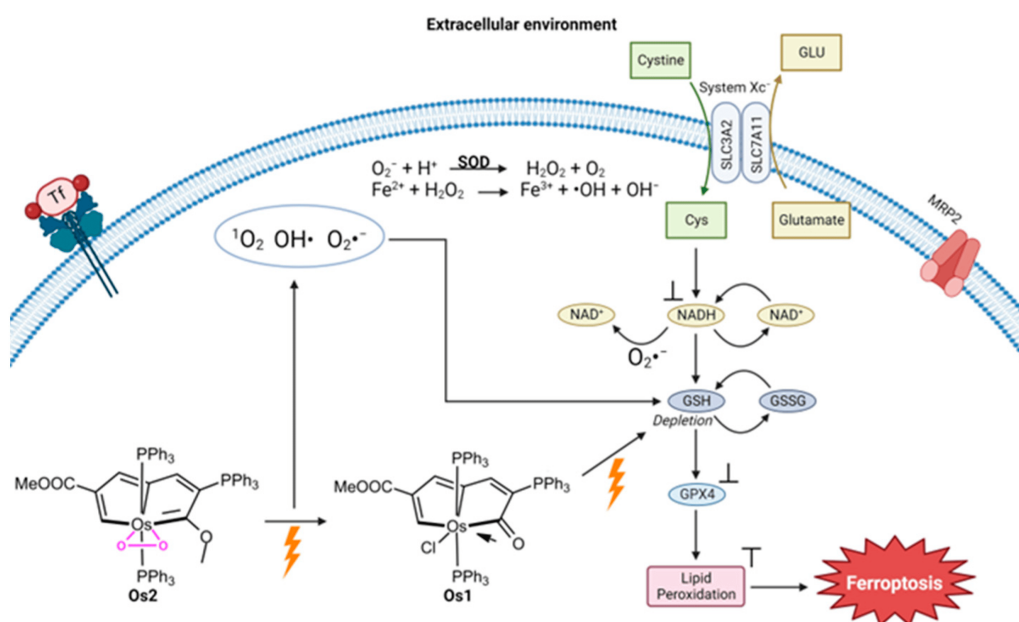 Extracellular environment
Cystine
GLU
System Xc⁻
SLC3A2
SLC7A11
O₂⁻ + H⁺ SOD H₂O₂ + O₂
Fe²⁺ + H₂O₂ Fe³⁺ + •OH + OH⁻
Tf
Cys
Glutamate
MRP2
¹O₂ OH• O₂•⁻
NAD⁺
NADH
NAD⁺
O₂•⁻
GSH
GSSG
Depletion
PPh₃
MeOOC
PPh₃
Os
O
O
O
PPh₃
Os2
PPh₃
MeOOC
PPh₃
Os
Cl
O
PPh₃
Os1
GPX4
Lipid
Peroxidation
Ferroptosis